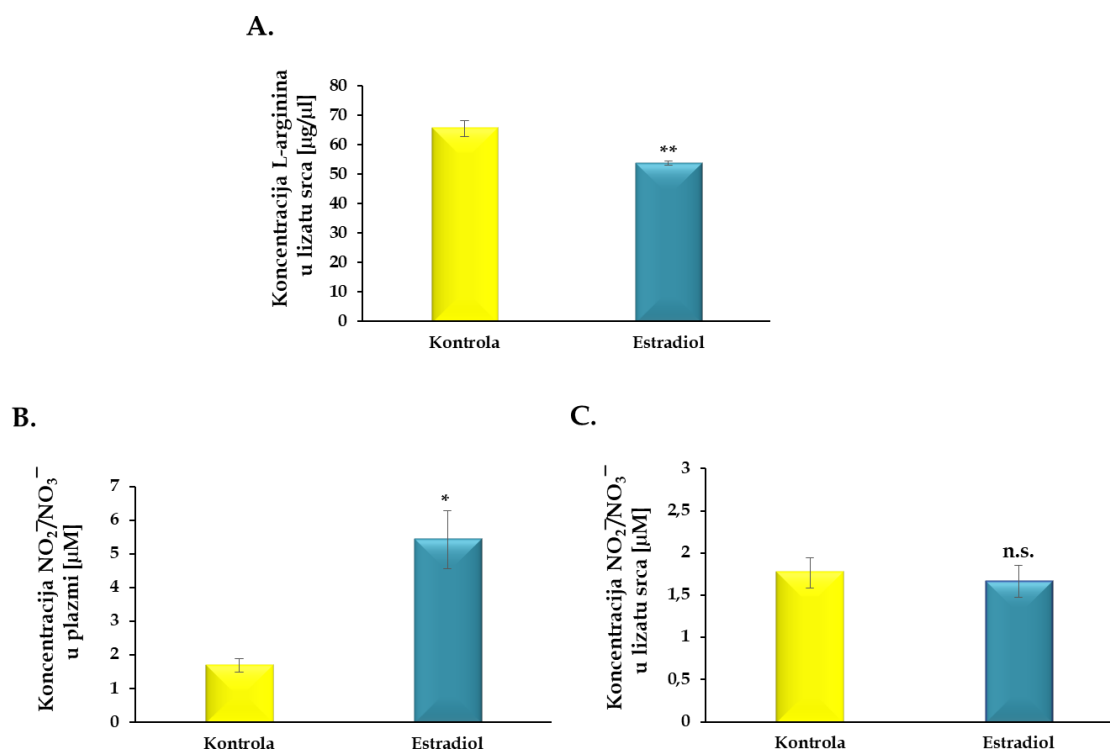 A.
Koncentracija L-arginina
u lizatu srca [µg/µl]
80
70
60
50
40
30
20
10
0
**
Kontrola
Estradiol
B.
Koncentracija NO₂⁻/NO₃⁻
u plazmi [µM]
7
6
5
4
3
2
1
0
*
Kontrola
Estradiol
C.
Koncentracija NO₂⁻/NO₃⁻
u lizatu srca [µM]
3
2,5
2
1,5
1
0,5
0
n.s.
Kontrola
Estradiol